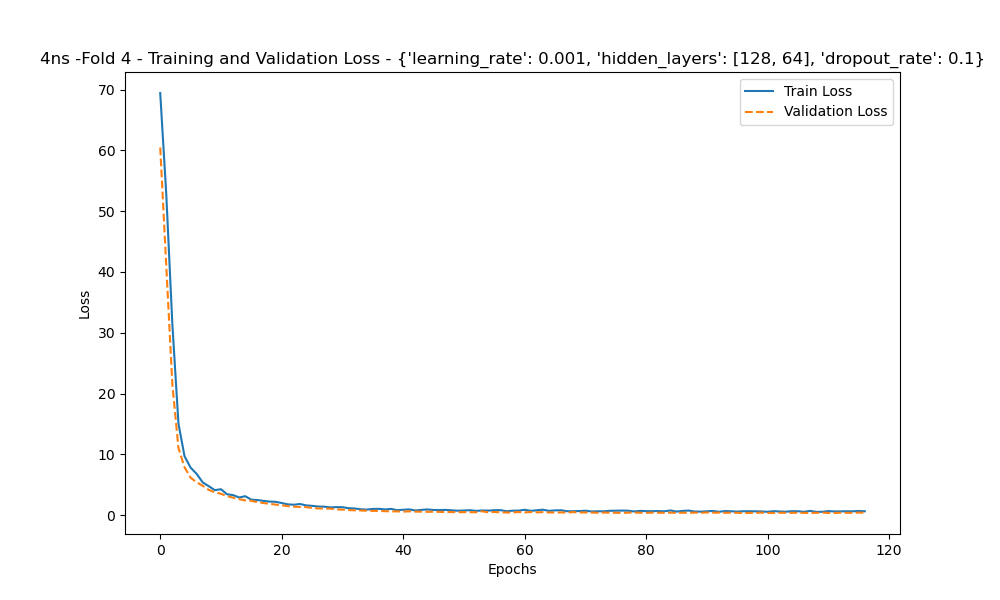 4ns -Fold 4 - Training and Validation Loss - {'learning_rate': 0.001, 'hidden_layers': [128, 64], 'dropout_rate': 0.1}
Train Loss
Validation Loss
70
60
50
40
30
20
10
0
Loss
0 20 40 60 80 100 120
Epochs